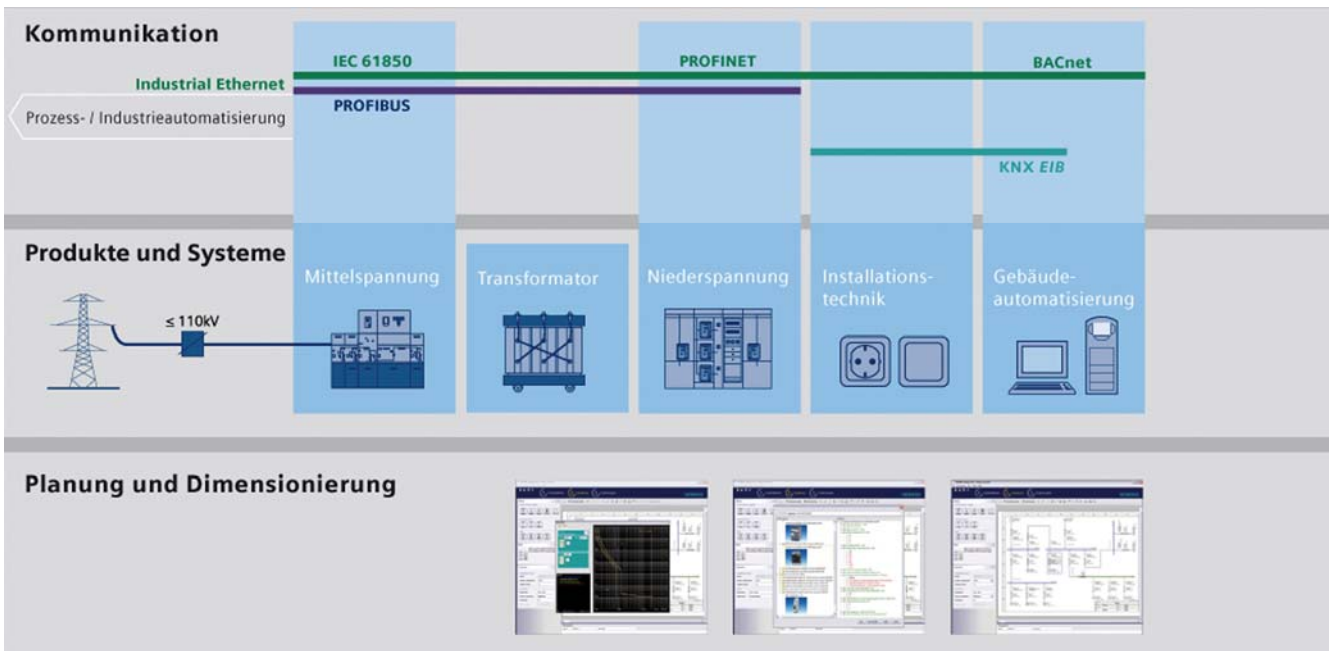 Kommunikation
IEC 61850
PROFINET
BACnet
Industrial Ethernet
PROFIBUS
Prozess- / Industrieautomatisierung
KNX EIB
Produkte und Systeme
Mittelspannung
Transformator
Niederspannung
Installations-
technik
Gebäude-
automatisierung
≤ 110kV
Planung und Dimensionierung